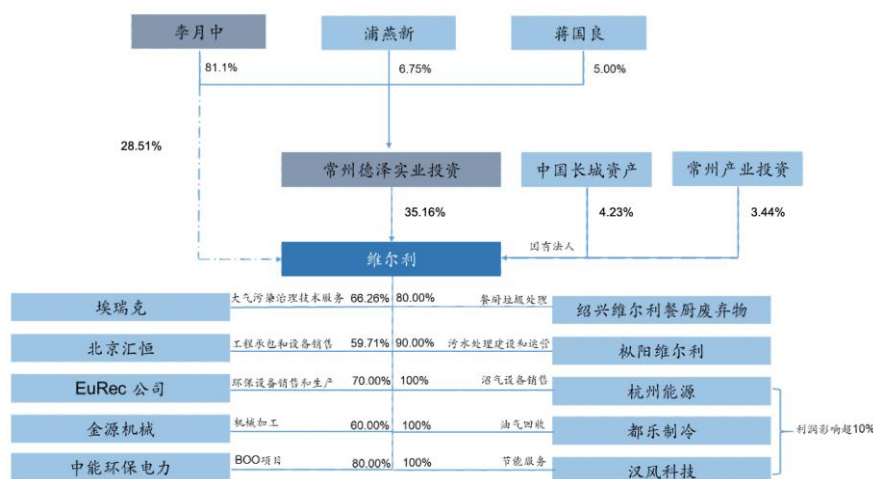 李月中
浦燕新
蒋国良
81.1%
6.75%
5.00%
28.51%
常州德泽实业投资
中国长城资产
常州产业投资
35.16%
4.23%
3.44%
国有法人
维尔利
埃瑞克
大气污染治理技术服务
66.26%
80.00%
餐厨垃圾处理
绍兴维尔利餐厨废弃物
北京汇恒
工程承包和设备销售
59.71%
90.00%
污水处理建设和运营
枞阳维尔利
EuRec 公司
环保设备销售和生产
70.00%
100%
沼气设备销售
杭州能源
金源机械
机械加工
60.00%
100%
油气回收
都乐制冷
利润影响超10%
中能环保电力
BOO项目
80.00%
100%
节能服务
汉风科技